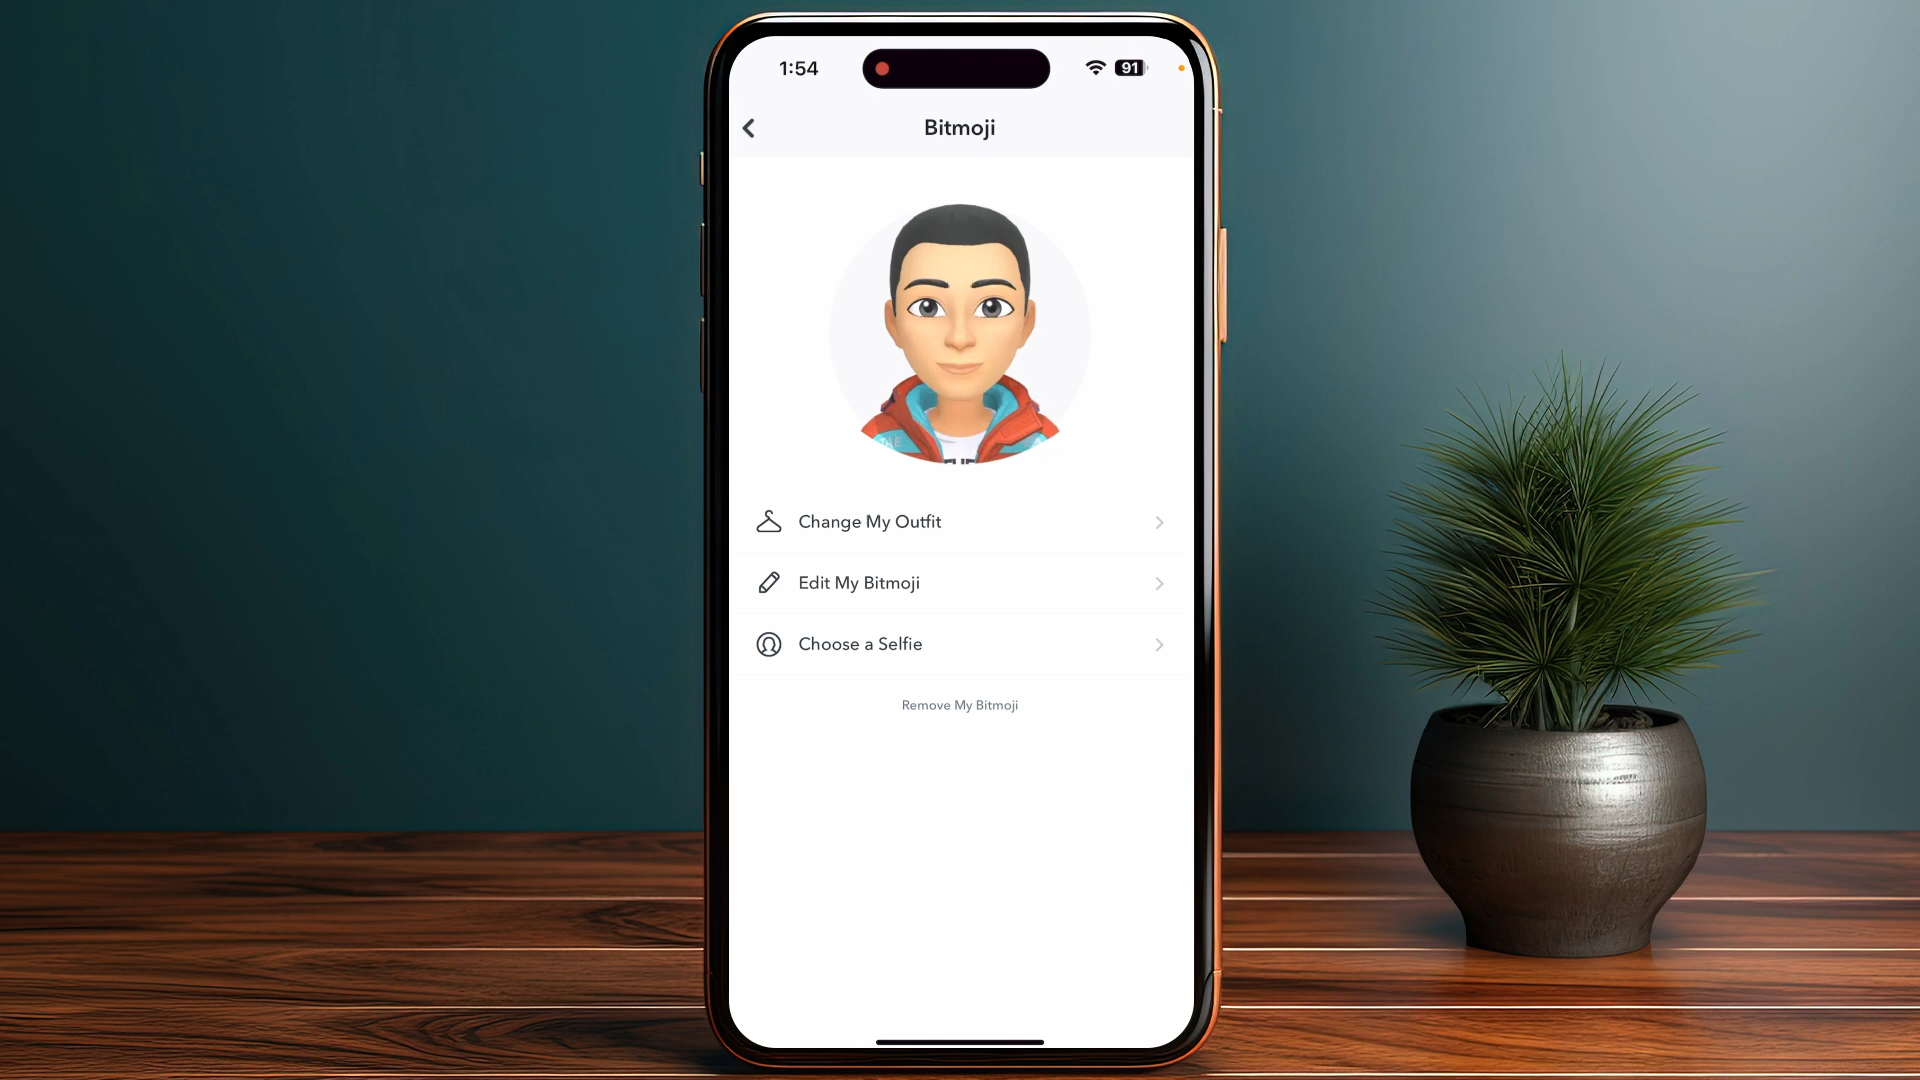 1:54
91
Bitmoji
Change My Outfit
Edit My Bitmoji
Choose a Selfie
Remove My Bitmoji